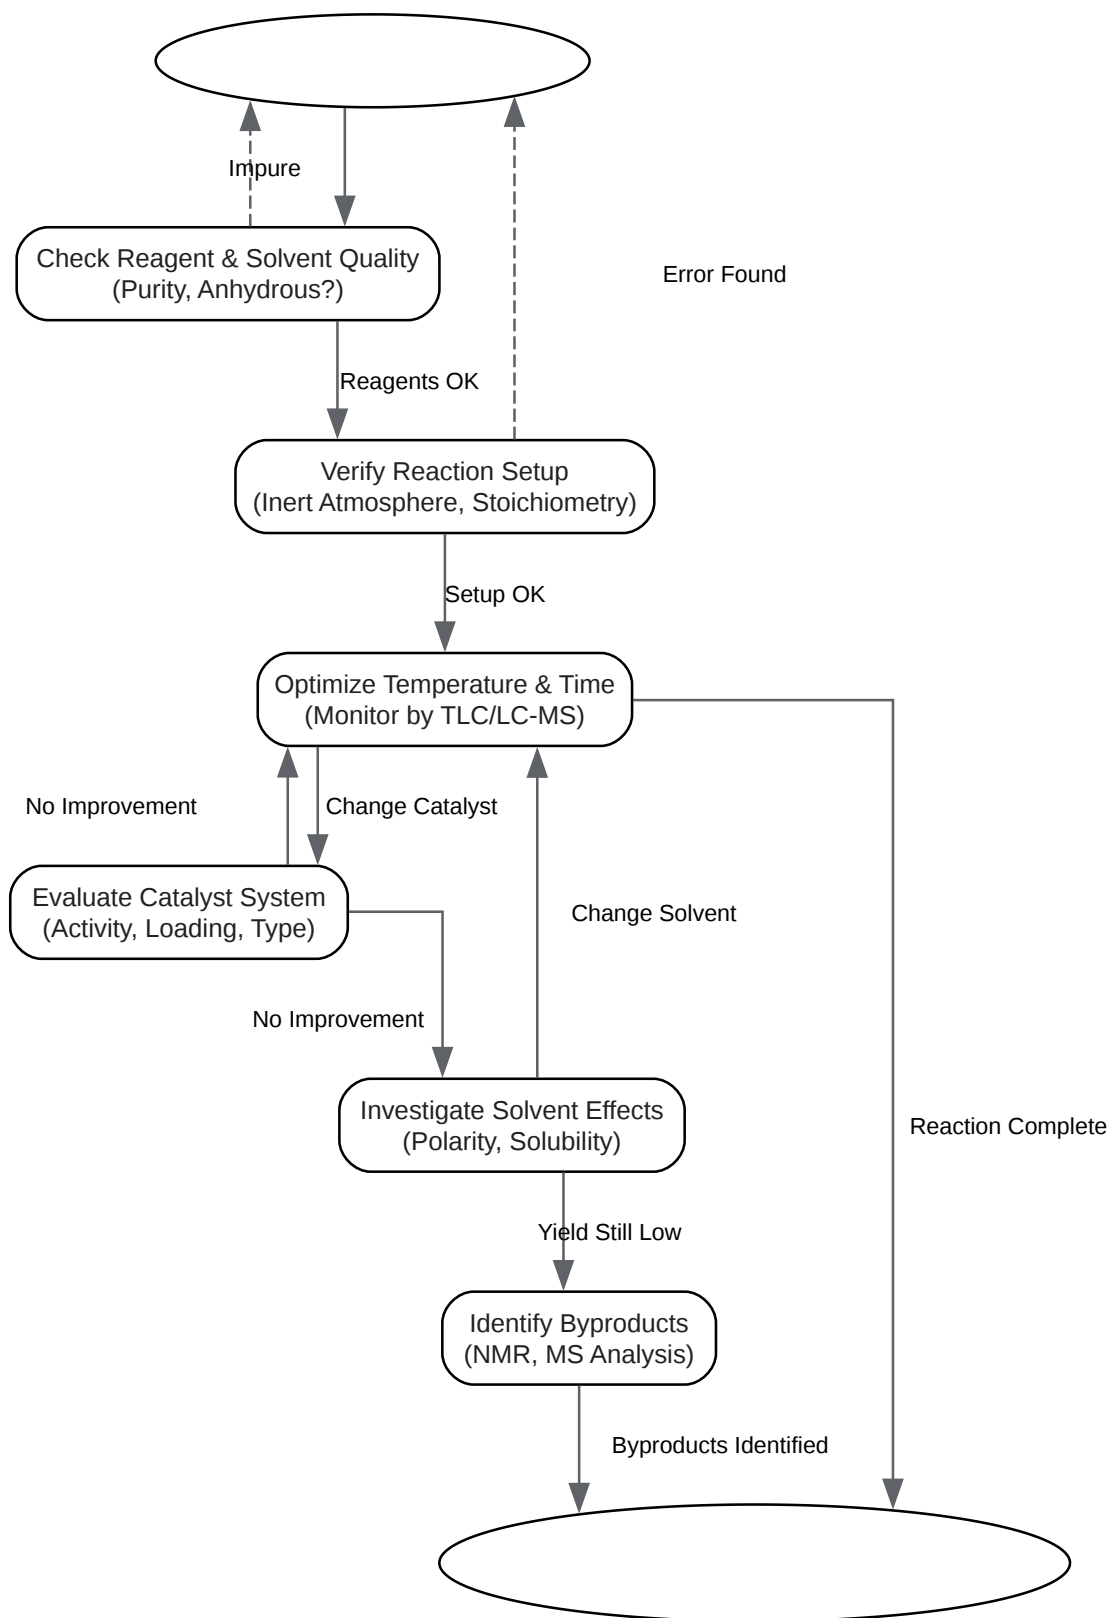 Impure
Check Reagent & Solvent Quality
(Purity, Anhydrous?)
Error Found
Reagents OK
Verify Reaction Setup
(Inert Atmosphere, Stoichiometry)
Setup OK
Optimize Temperature & Time
(Monitor by TLC/LC-MS)
No Improvement
Change Catalyst
Evaluate Catalyst System
(Activity, Loading, Type)
Change Solvent
No Improvement
Investigate Solvent Effects
(Polarity, Solubility)
Reaction Complete
Yield Still Low
Identify Byproducts
(NMR, MS Analysis)
Byproducts Identified